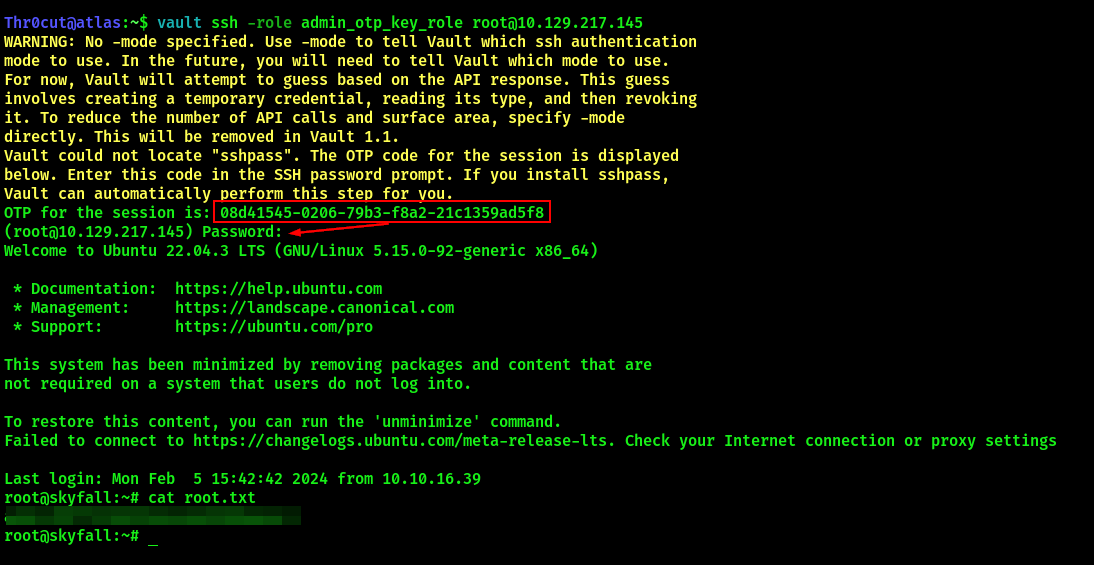 Thr0cut@atlas:~$ vault ssh -role admin_otp_key_role root@10.129.217.145
WARNING: No -mode specified. Use -mode to tell Vault which ssh authentication
mode to use. In the future, you will need to tell Vault which mode to use.
For now, Vault will attempt to guess based on the API response. This guess
involves creating a temporary credential, reading its type, and then revoking
it. To reduce the number of API calls and surface area, specify -mode
directly. This will be removed in Vault 1.1.
Vault could not locate "sshpass". The OTP code for the session is displayed
below. Enter this code in the SSH password prompt. If you install sshpass,
Vault can automatically perform this step for you.
OTP for the session is: 08d41545-0206-79b3-f8a2-21c1359ad5f8
(root@10.129.217.145) Password:
Welcome to Ubuntu 22.04.3 LTS (GNU/Linux 5.15.0-92-generic x86_64)
* Documentation:  https://help.ubuntu.com
* Management:     https://landscape.canonical.com
* Support:        https://ubuntu.com/pro
This system has been minimized by removing packages and content that are
not required on a system that users do not log into.
To restore this content, you can run the 'unminimize' command.
Failed to connect to https://changelogs.ubuntu.com/meta-release-lts. Check your Internet connection or proxy settings
Last login: Mon Feb  5 15:42:42 2024 from 10.10.16.39
root@skyfall:~# cat root.txt
root@skyfall:~# _